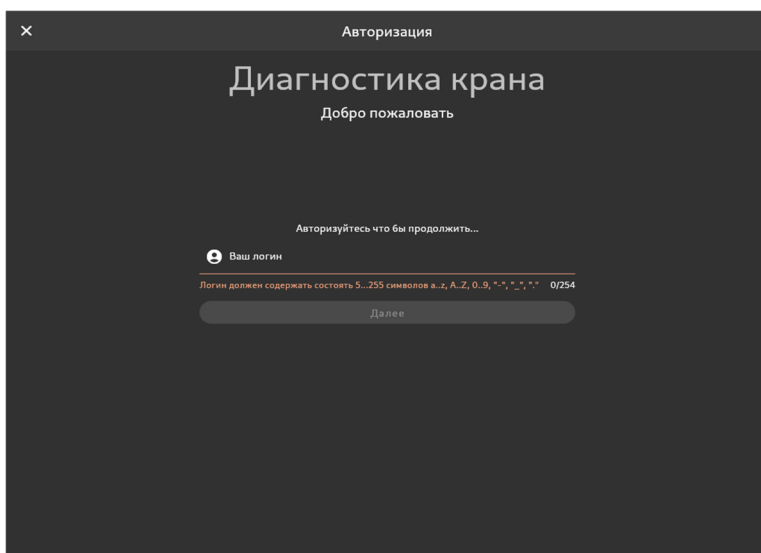 Авторизация
Диагностика крана
Добро пожаловать
Авторизуйтесь что бы продолжить...
Ваш логин
Логин должен содержать состоять 5...255 символов a..z, A..Z, 0..9, "-", "_", "." 0/254
Далее